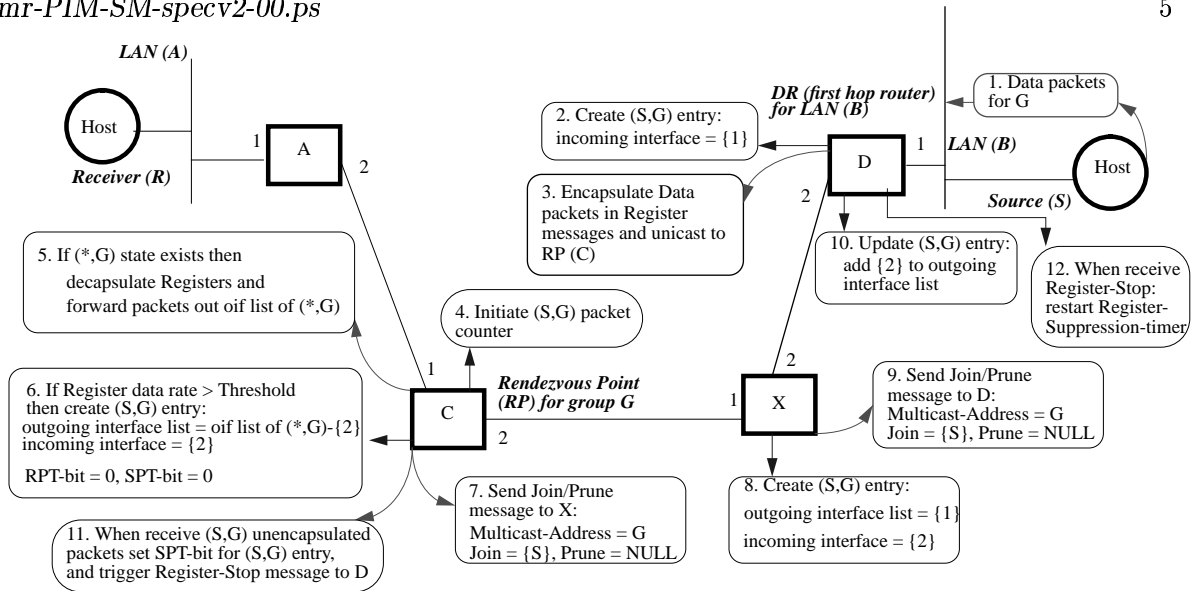 mr-PIM-SM-specv2-00.ps
5
LAN (A)
Host
Receiver (R)
1
A
2
DR (first hop router)
for LAN (B)
1. Data packets
for G
2. Create (S,G) entry:
incoming interface = {1}
D
1
LAN (B)
Host
Source (S)
2
3. Encapsulate Data
packets in Register
messages and unicast to
RP (C)
10. Update (S,G) entry:
add {2} to outgoing
interface list
12. When receive
Register-Stop:
restart Register-
Suppression-timer
5. If (*,G) state exists then
decapsulate Registers and
forward packets out oif list of (*,G)
4. Initiate (S,G) packet
counter
6. If Register data rate > Threshold
then create (S,G) entry:
outgoing interface list = oif list of (*,G)-{2}
incoming interface = {2}
RPT-bit = 0, SPT-bit = 0
1
C
2
Rendezvous Point
(RP) for group G
2
1
X
9. Send Join/Prune
message to D:
Multicast-Address = G
Join = {S}, Prune = NULL
7. Send Join/Prune
message to X:
Multicast-Address = G
Join = {S}, Prune = NULL
8. Create (S,G) entry:
outgoing interface list = {1}
incoming interface = {2}
11. When receive (S,G) unencapsulated
packets set SPT-bit for (S,G) entry,
and trigger Register-Stop message to D